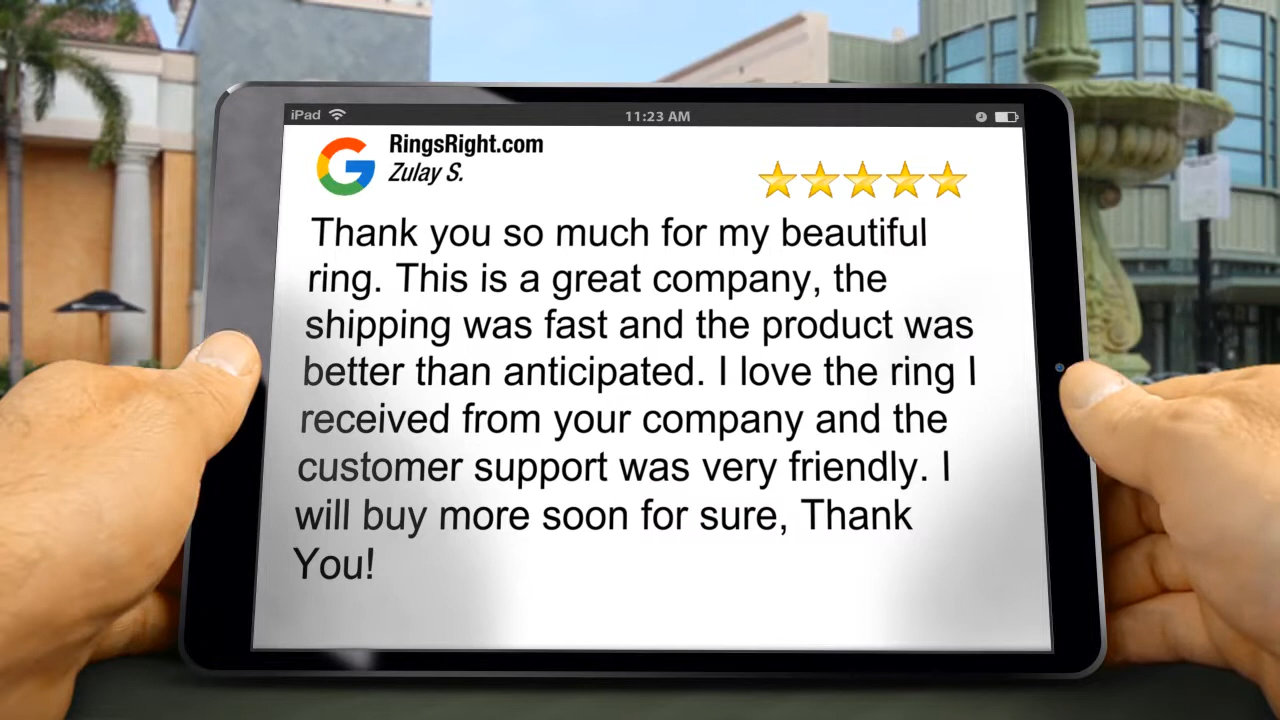 iPad 11:23 AM
RingsRight.com
Zulay S.
Thank you so much for my beautiful
ring. This is a great company, the
shipping was fast and the product was
better than anticipated. I love the ring I
received from your company and the
customer support was very friendly. I
will buy more soon for sure, Thank
You!